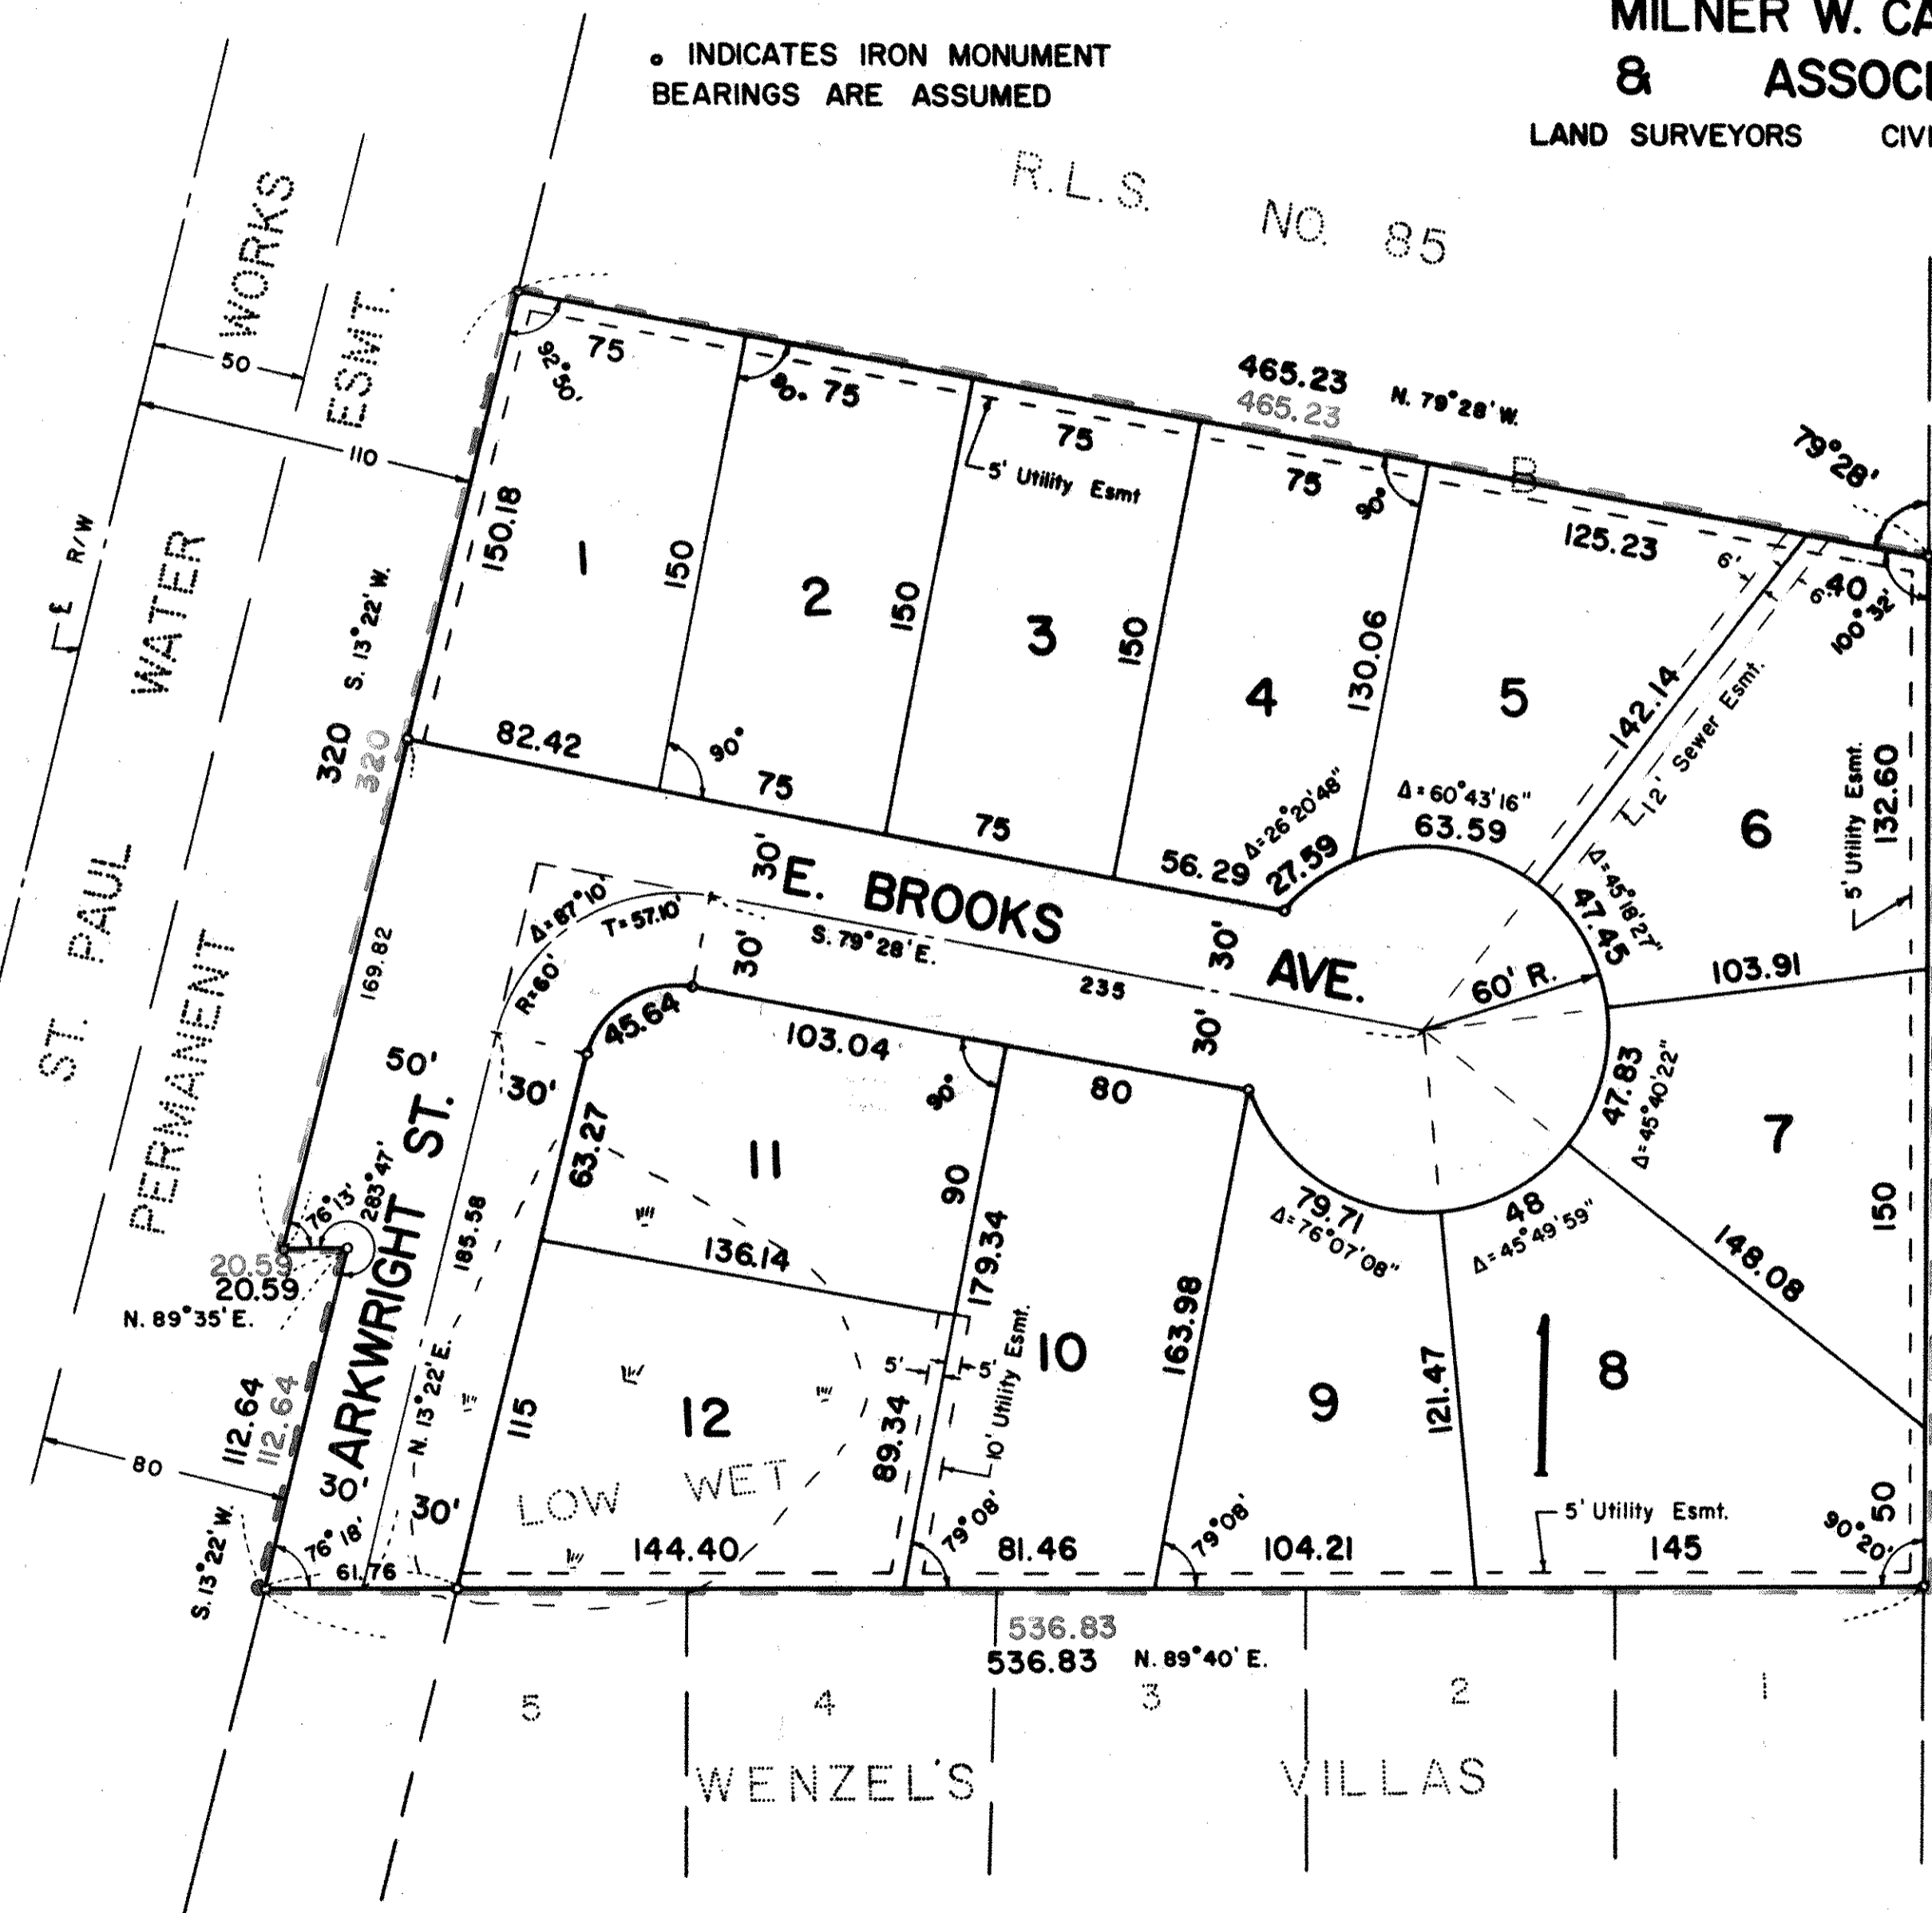 MILNER W. CA
& ASSOCI
LAND SURVEYORS CIVI
o INDICATES IRON MONUMENT
BEARINGS ARE ASSUMED
R.L.S. NO. 85
WORKS
ESMT.
50
110
75
92°50'
90°
75
465.23
465.23
N. 79°28' W.
75
5' Utility Esmt
75
90°
B
125.23
79°28'
6'
6'
40
100°32'
℄ R/W
WATER
S. 13°22' W.
150.18
1
150
2
150
3
150
4
130.06
5
142.14
12' Sewer Esmt.
6
5' Utility Esmt.
132.60
320
320
82.42
90°
75
75
56.29
Δ=26°20'48"
27.59
Δ=60°43'16"
63.59
Δ=45°18'27"
47.45
103.91
ST. PAUL
PERMANENT
169.82
30'
E. BROOKS AVE.
Δ=87°10'
T=57.10'
R=60'
30'
S. 79°28' E.
235
30'
30'
60' R.
50'
30'
45.64
103.04
90°
80
47.83
Δ=45°40'22"
7
150
76°13'
283°47'
ARKWRIGHT ST.
63.27
11
90
79.71
Δ=76°07'08"
48
Δ=45°49'59"
148.08
20.59
20.59
N. 89°35' E.
185.58
136.14
179.34
10' Utility Esmt.
10
163.98
5'
5'
112.64
112.64
N. 13°22' E.
115
12
89.34
9
121.47
1
8
80
30'
30'
LOW WET
S. 13°22' W.
76°18'
61.76
144.40
79°08'
81.46
79°08'
104.21
5' Utility Esmt.
145
90°20'
50
536.83
536.83 N. 89°40' E.
5 4 3 2 1
WENZEL'S VILLAS